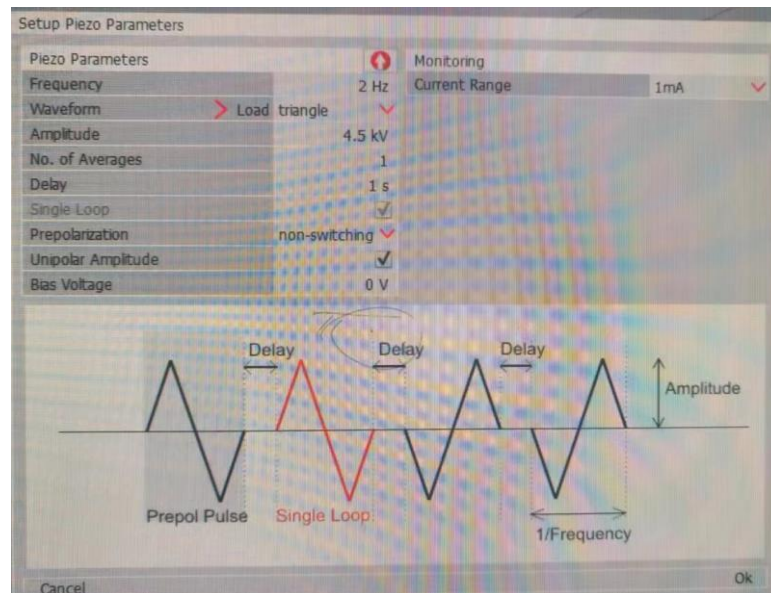 Setup Piezo Parameters
Piezo Parameters
Frequency 2 Hz
Waveform Load triangle
Amplitude 4.5 kV
No. of Averages 1
Delay 1 s
Single Loop
Prepolarization non-switching
Unipolar Amplitude
Bias Voltage 0 V
Monitoring
Current Range 1mA
Delay Delay Delay
Amplitude
Prepol Pulse Single Loop
1/Frequency
Cancel Ok